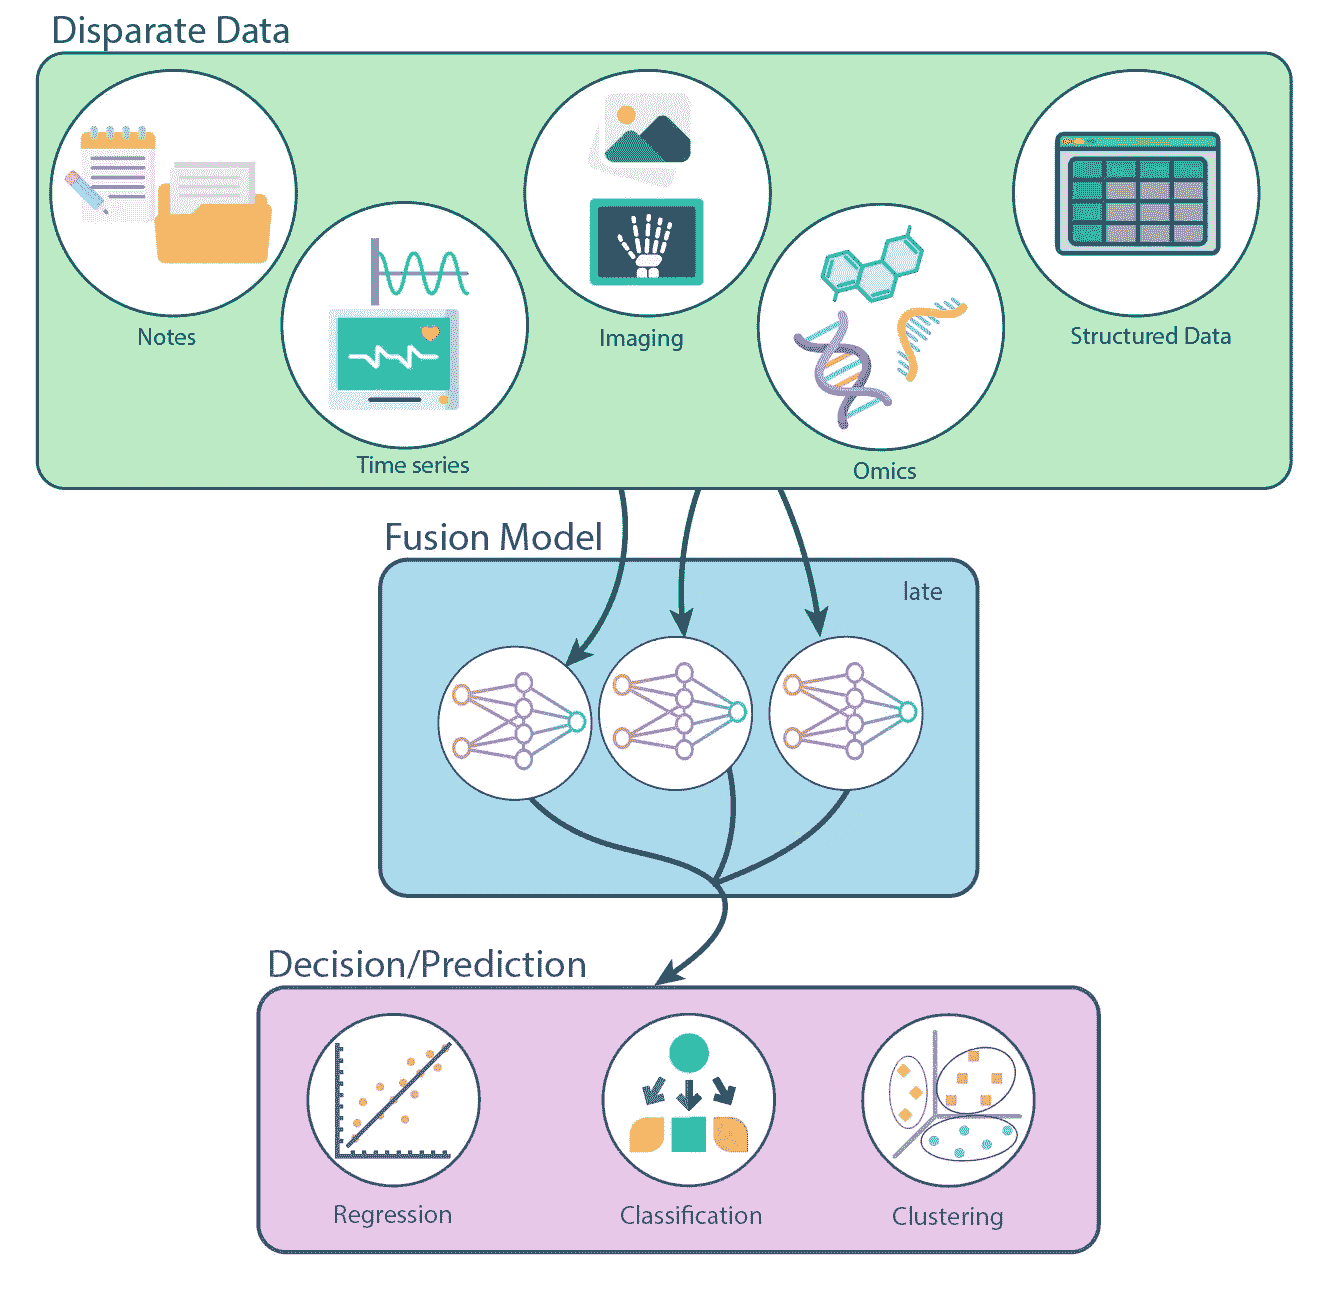 Disparate Data
Notes
Time series
Imaging
Omics
Structured Data
Fusion Model
late
Decision/Prediction
Regression
Classification
Clustering